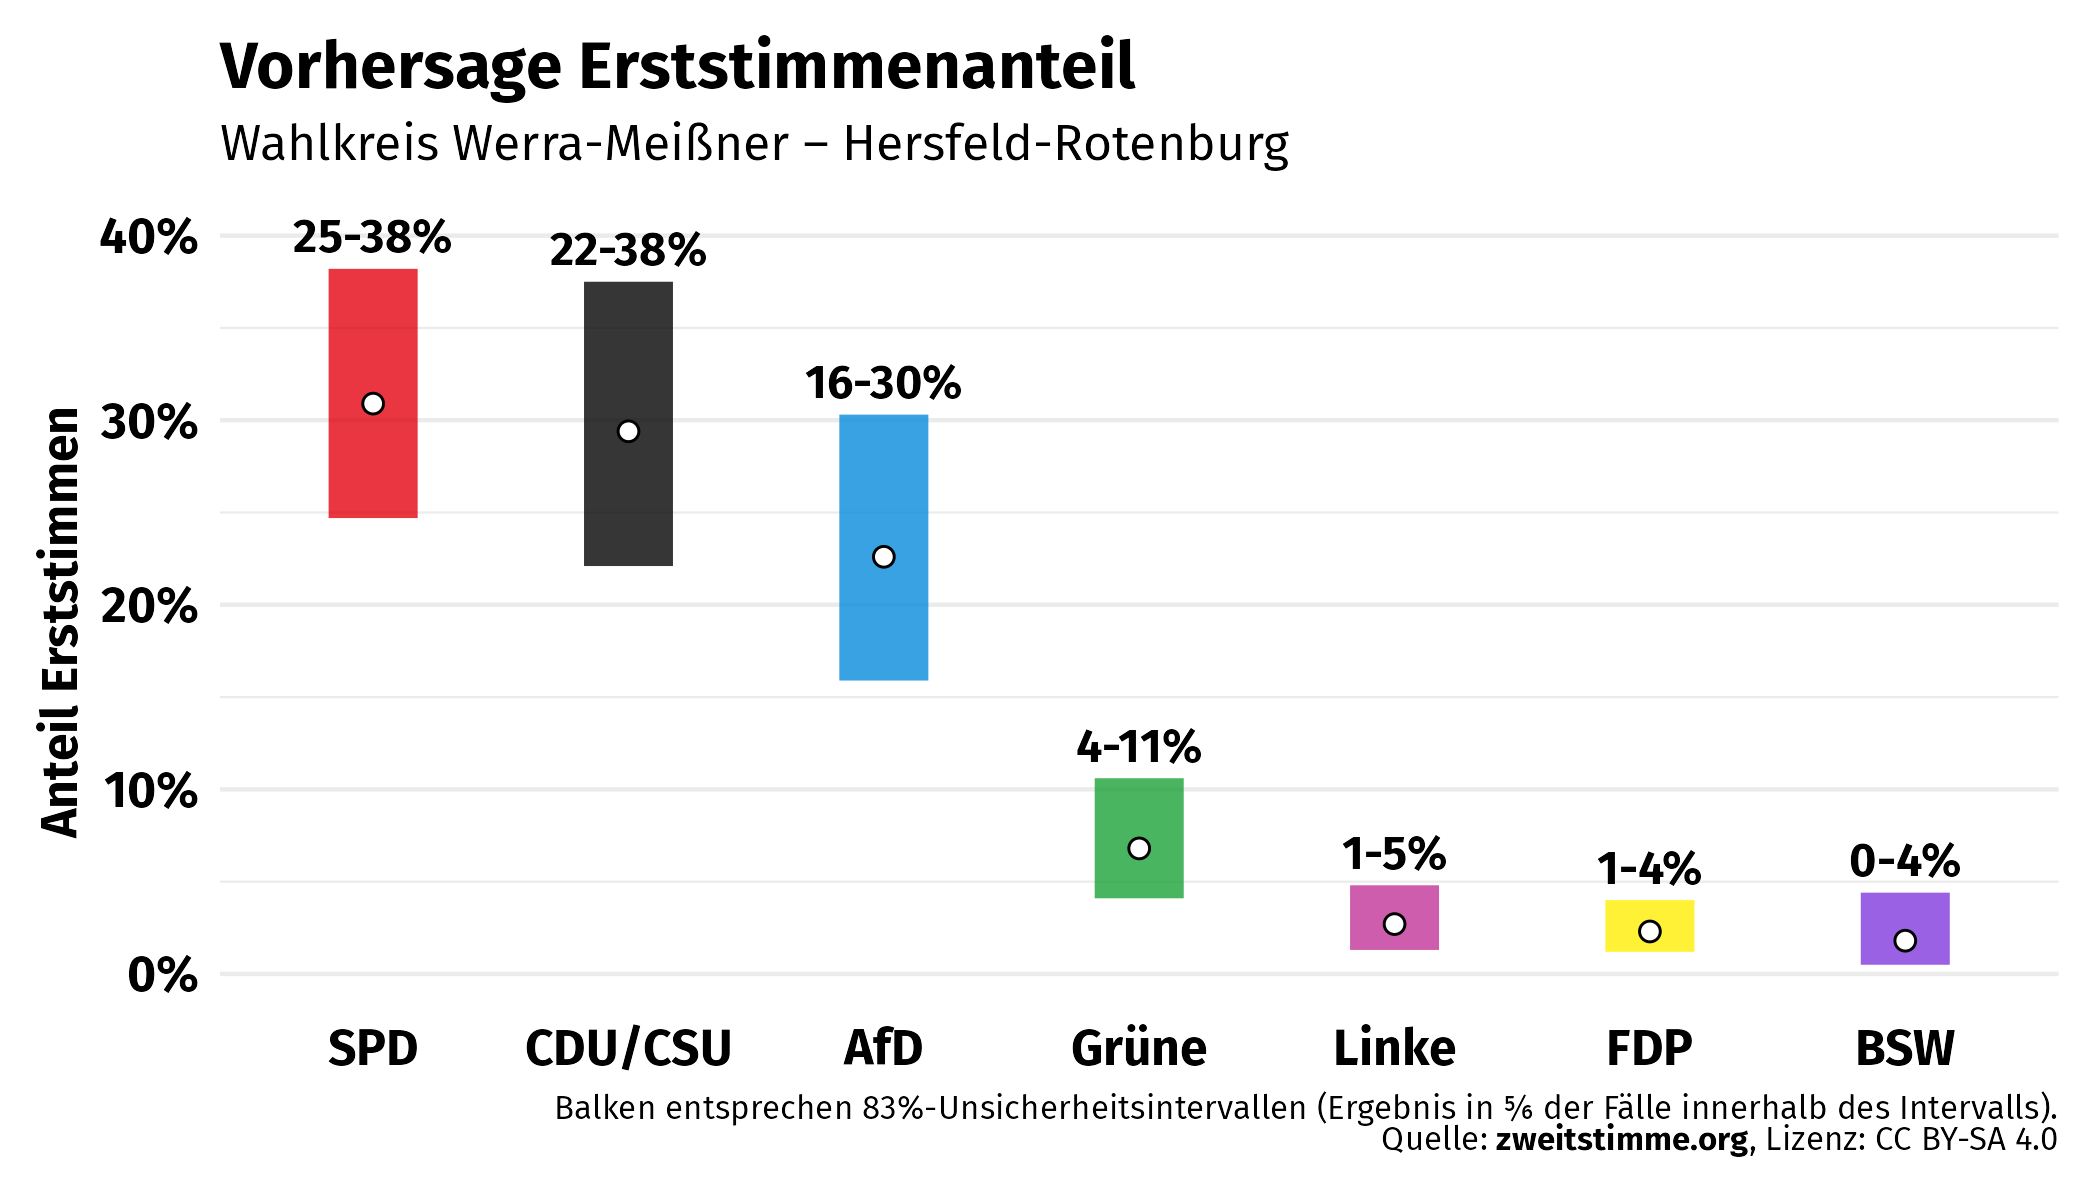 Vorhersage Erststimmenanteil
Wahlkreis Werra-Meißner – Hersfeld-Rotenburg
Anteil Erststimmen
40%
30%
20%
10%
0%
25-38%
22-38%
16-30%
4-11%
1-5%
1-4%
0-4%
SPD
CDU/CSU
AfD
Grüne
Linke
FDP
BSW
Balken entsprechen 83%-Unsicherheitsintervallen (Ergebnis in ⅚ der Fälle innerhalb des Intervalls).
Quelle: zweitstimme.org, Lizenz: CC BY-SA 4.0